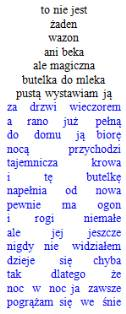 to nie jest
żaden
wazon
ani beka
ale magiczna
butelka do mleka
pustą wystawiam ją
za drzwi wieczorem
a rano już pełną
do domu ją biorę
nocą przychodzi
tajemnicza krowa
i tę butelkę
napełnia od nowa
pewnie ma ogon
i rogi niemałe
ale jej jeszcze
nigdy nie widziałem
dzieje się chyba
tak dlatego że
noc w noc ja zawsze
pogrążam się we śnie